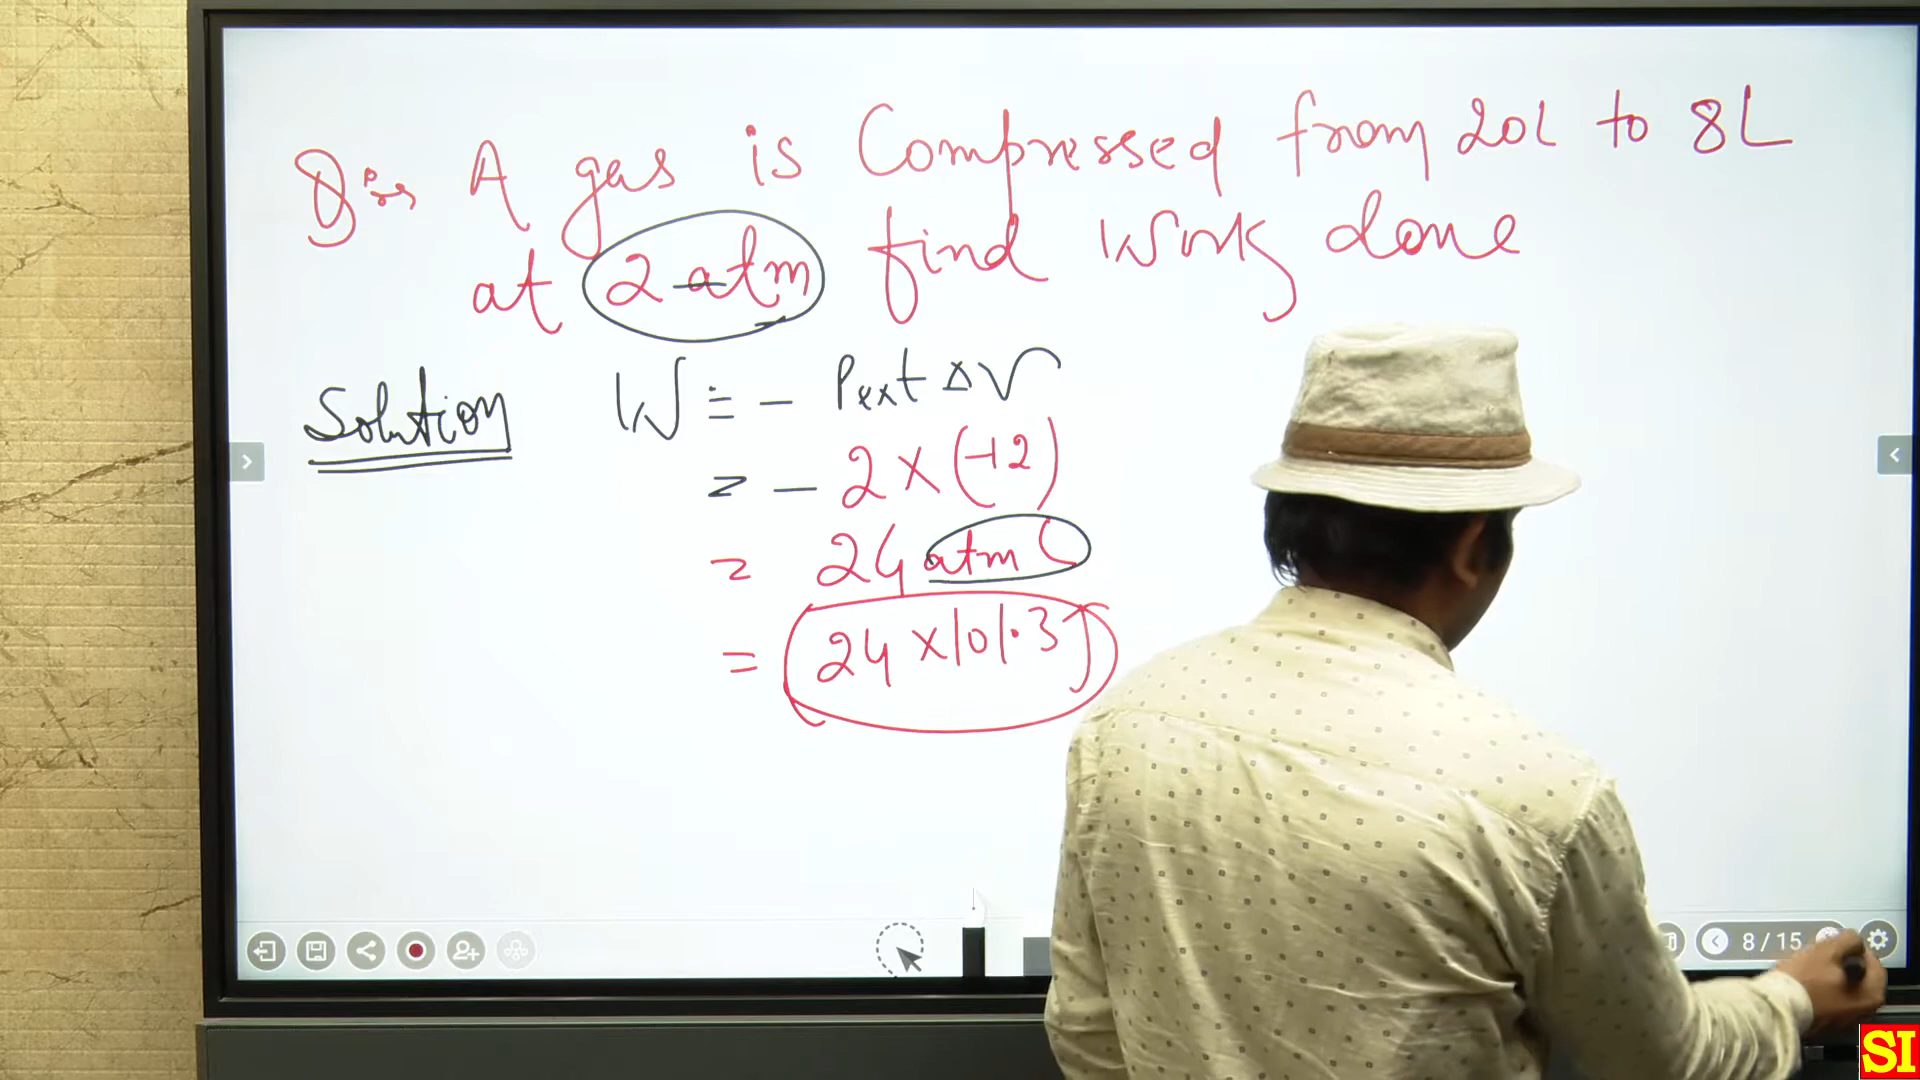 Q:→ A gas is Compressed from 20L to 8L
at 2 atm find Work done
Solution W = - Pext ΔV
= - 2 × (-12)
= 24 atm L
= 24 × 101.3 J
8/15
SI